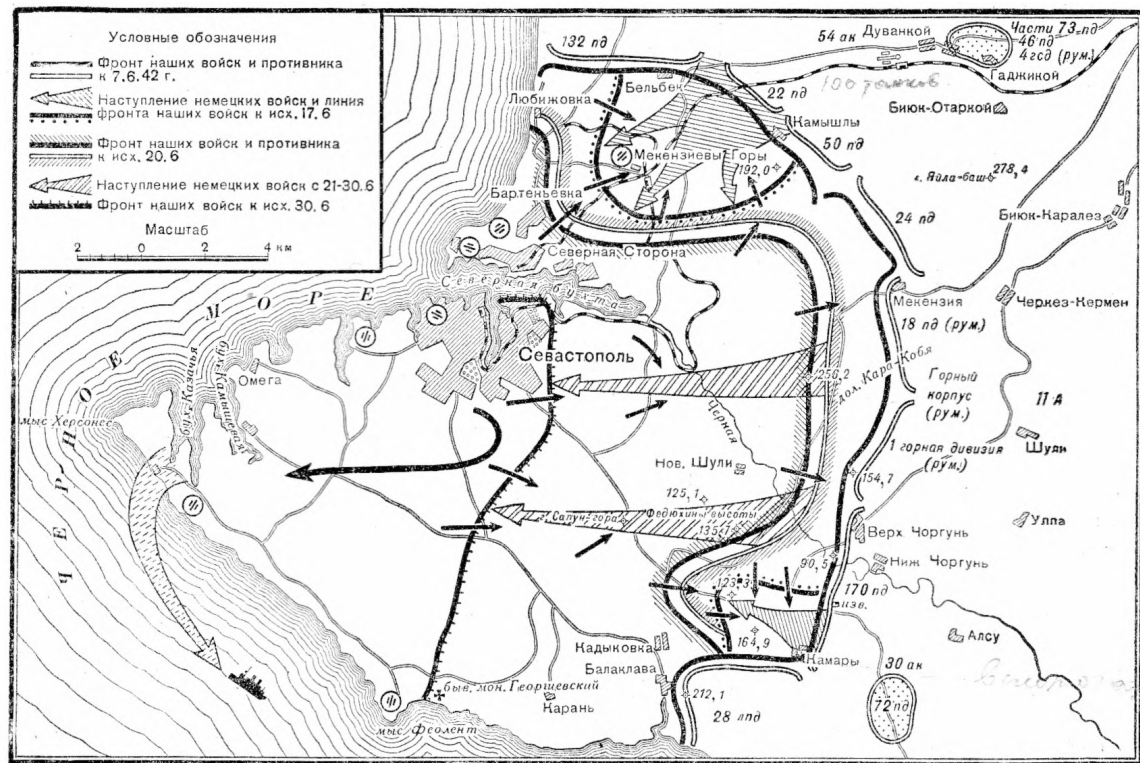 Условные обозначения
Фронт наших войск и противника
к 7.6.42 г.
Наступление немецких войск и линия
фронта наших войск к исх. 17.6
Фронт наших войск и противника
к исх. 20.6
Наступление немецких войск с 21-30.6
Фронт наших войск к исх. 30.6
Масштаб
2 0 2 4 км
132 пд
54 ак
Дуванкой
Части 73 пд
46 пд
4 гсд (рум.)
Гаджикой
100 танков
Бельбек
22 пд
Любижовка
Биюк-Отаркой
Камышлы
50 пд
Мекензиевы Горы
192,0
г. Яйла-баш 278,4
Бартеньевка
24 пд
Биюк-Каралез
Северная Сторона
Северная бухта
Мекензия
Черкез-Кермен
18 пд (рум.)
ЧЕРНОЕ МОРЕ
Севастополь
Омега
бух. Казачья
бух. Камышевая
256,2
дол. Кара-Кобя
Горный
корпус
(рум.)
11 А
мыс Херсонес
Черная
1 горная дивизия
(рум.)
Шули
Нов. Шули
154,7
125,1
г. Сапун-гора
Федюхины высоты
135,7
Улпа
Верх Чоргунь
90,5
Ниж Чоргунь
123,3
170 пд
изв.
164,9
Алсу
Кадыковка
Камары
Балаклава
30 ак
быв. мон. Георгиевский
212,1
Карань
28 лпд
72 пд
мыс Феолент